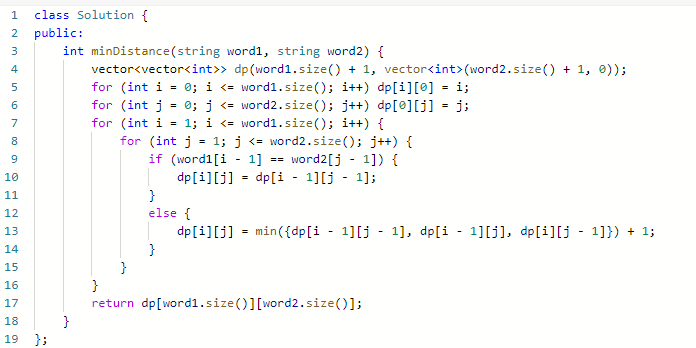 1 class Solution {
2 public:
3     int minDistance(string word1, string word2) {
4         vector<vector<int>> dp(word1.size() + 1, vector<int>(word2.size() + 1, 0));
5         for (int i = 0; i <= word1.size(); i++) dp[i][0] = i;
6         for (int j = 0; j <= word2.size(); j++) dp[0][j] = j;
7         for (int i = 1; i <= word1.size(); i++) {
8             for (int j = 1; j <= word2.size(); j++) {
9                 if (word1[i - 1] == word2[j - 1]) {
10                     dp[i][j] = dp[i - 1][j - 1];
11                 }
12                 else {
13                     dp[i][j] = min({dp[i - 1][j - 1], dp[i - 1][j], dp[i][j - 1]}) + 1;
14                 }
15             }
16         }
17         return dp[word1.size()][word2.size()];
18     }
19 };